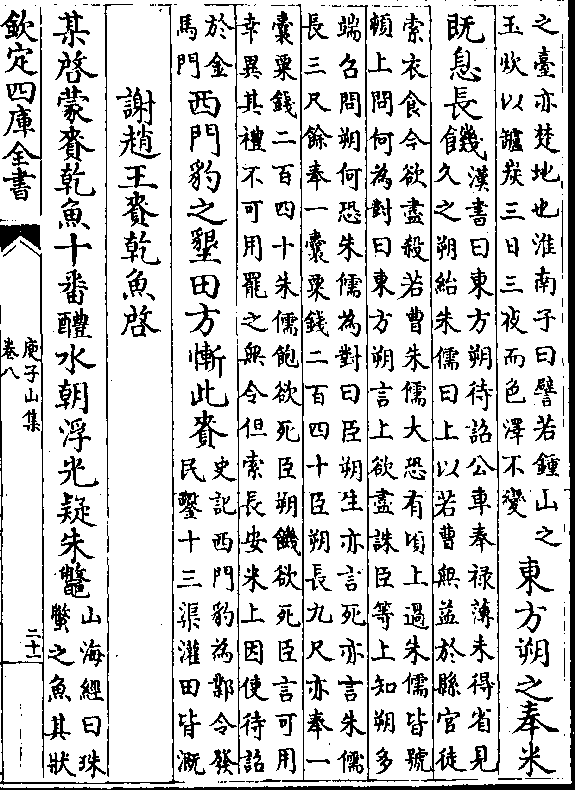 之臺亦楚地也淮南子曰譬若鍾山之
玉炊以罏炭三日三夜而色澤不變
東方朔之奉米
既息長饑
漢書曰東方朔待詔公車奉祿薄未得省見
久之朔紿朱儒曰上以若曹無益於縣官徒
索衣食今欲盡殺若曹朱儒大恐有頃上過朱儒皆號
頓上問何為對曰東方朔言上欲盡誅臣等上知朔多
端召問朔何恐朱儒為對曰臣朔生亦言死亦言朱儒
長三尺餘奉一囊粟錢二百四十臣朔長九尺亦奉一
囊粟錢二百四十朱儒飽欲死臣朔饑欲死臣言可用
幸異其禮不可用罷之無令但索長安米上因使待詔
於金
馬門
西門豹之墾田方慚此賚
史記西門豹為鄴令發
民鑿十三渠灌田皆溉
謝趙王賚乾魚啓
某啓蒙賚乾魚十番醴水朝浮光疑朱鼈
山海經曰珠
鱉之魚其狀
欽定四庫全書
庾子山集
卷八
二十一